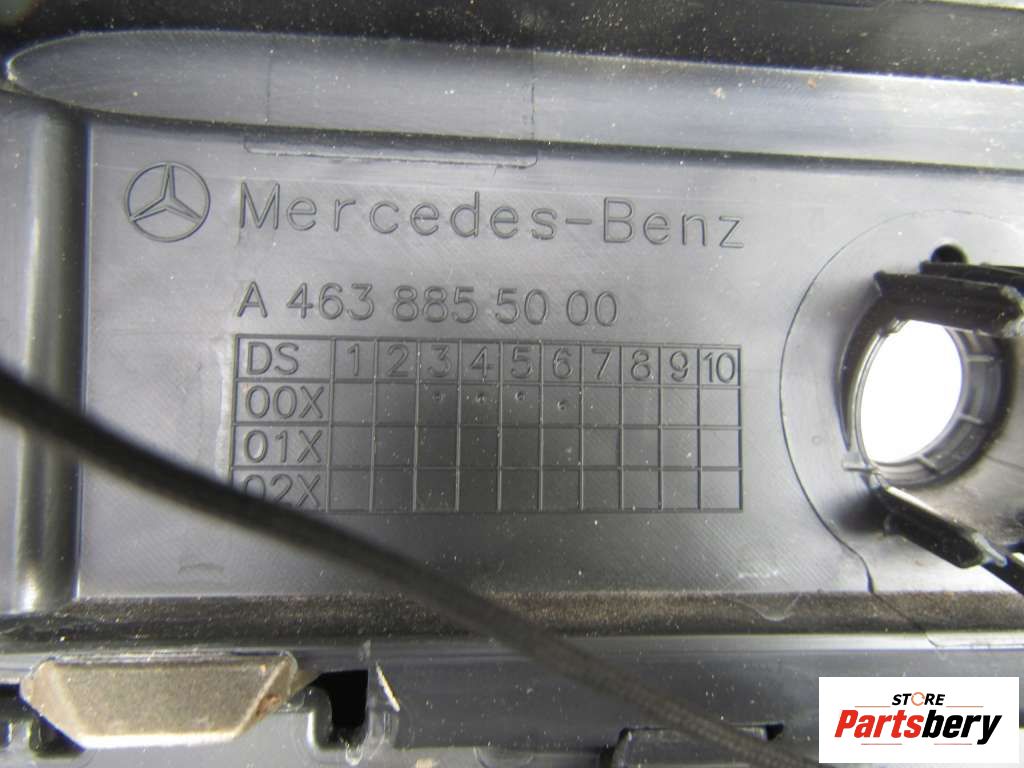 Mercedes-Benz
A 463 885 50 00
DS 1 2 3 4 5 6 7 8 9 10
00X
01X
02X
STORE
Partsbery